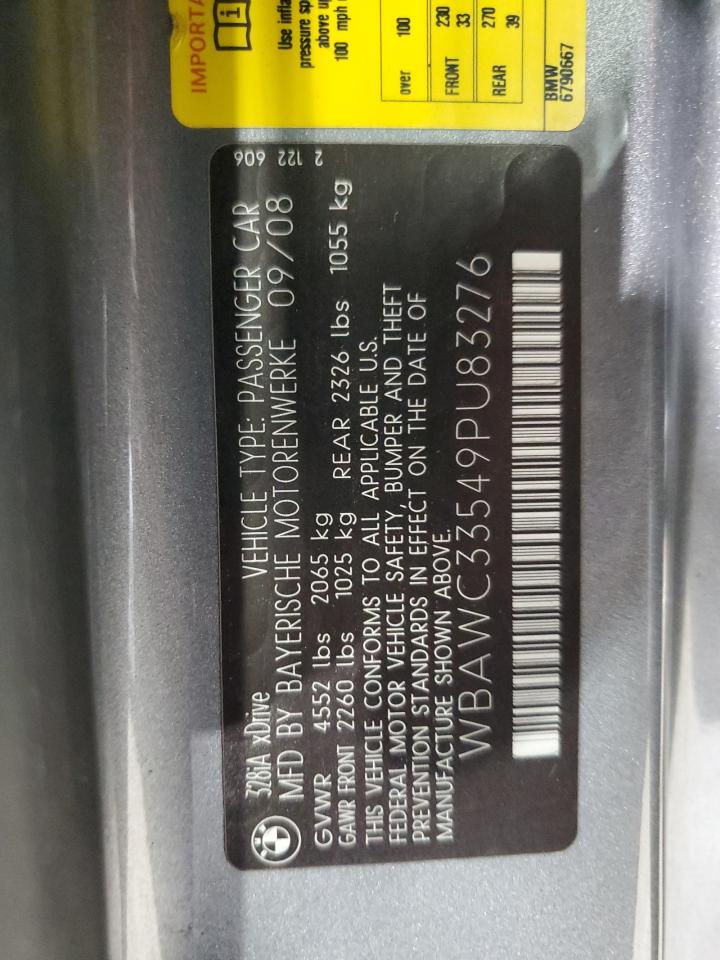 328iA xDrive VEHICLE TYPE: PASSENGER CAR
MFD BY BAYERISCHE MOTORENWERKE 09/08
GVWR 4552 lbs 2065 kg
GAWR FRONT 2260 lbs 1025 kg REAR 2326 lbs 1055 kg
THIS VEHICLE CONFORMS TO ALL APPLICABLE U.S.
FEDERAL MOTOR VEHICLE SAFETY, BUMPER AND THEFT
PREVENTION STANDARDS IN EFFECT ON THE DATE OF
MANUFACTURE SHOWN ABOVE.
WBAWC33549PU83276
2 122 606
Use
pressure
above
100 mph
over 100
FRONT 230
33
REAR 270
39
BMW
6790667